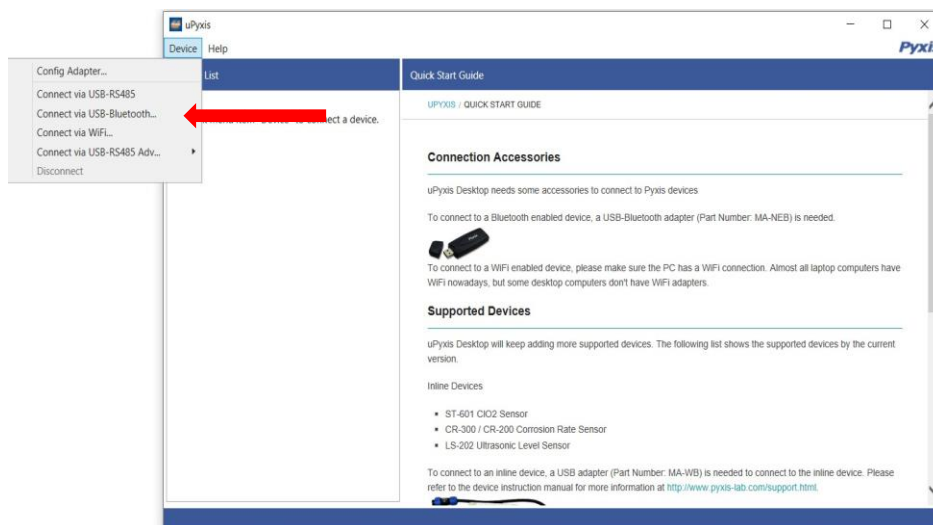 uPyxis
Device Help
Pyxis
Config Adapter...
Connect via USB-RS485
Connect via USB-Bluetooth...
Connect via WiFi...
Connect via USB-RS485 Adv...
Disconnect
List
to connect a device.
Quick Start Guide
UPYXIS / QUICK START GUIDE
Connection Accessories
uPyxis Desktop needs some accessories to connect to Pyxis devices
To connect to a Bluetooth enabled device, a USB-Bluetooth adapter (Part Number: MA-NEB) is needed.
To connect to a WiFi enabled device, please make sure the PC has a WiFi connection. Almost all laptop computers have
WiFi nowadays, but some desktop computers don't have WiFi adapters.
Supported Devices
uPyxis Desktop will keep adding more supported devices. The following list shows the supported devices by the current
version.
Inline Devices
ST-601 ClO2 Sensor
CR-300 / CR-200 Corrosion Rate Sensor
LS-202 Ultrasonic Level Sensor
To connect to an inline device, a USB adapter (Part Number: MA-WB) is needed to connect to the inline device. Please
refer to the device instruction manual for more information at http://www.pyxis-lab.com/support.html.